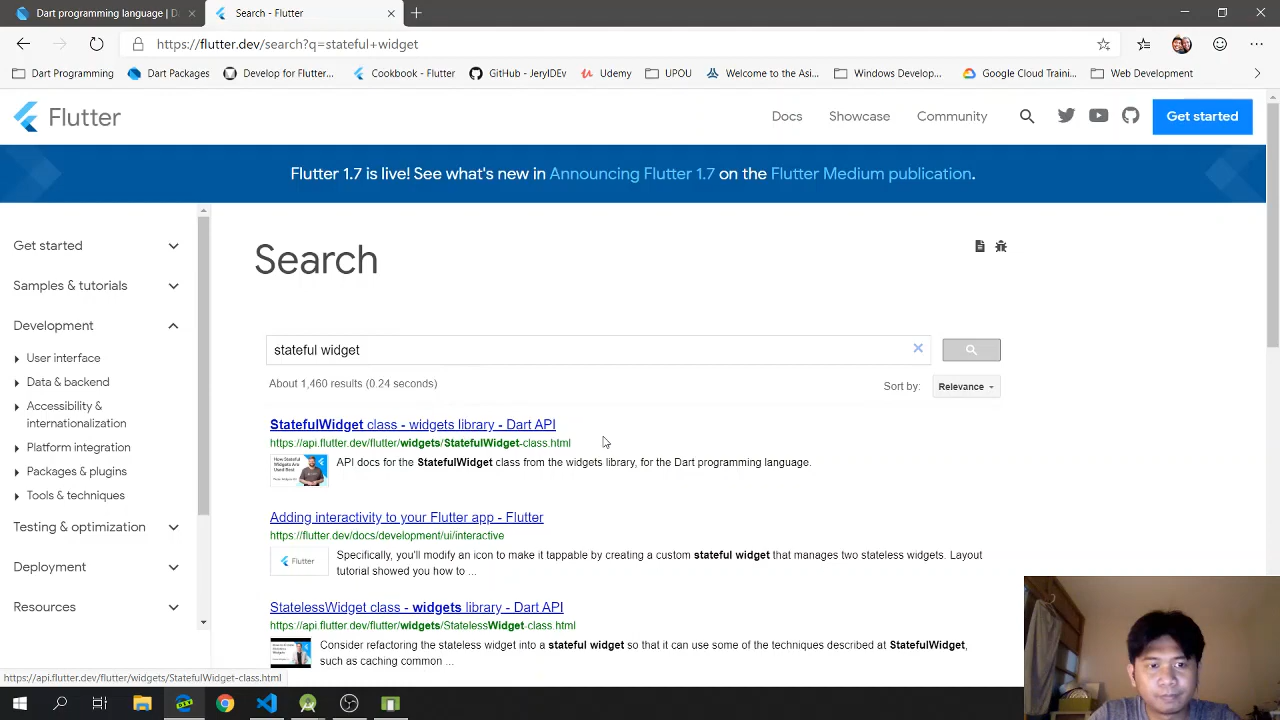 Dart programming language | D
Search - Flutter
https://flutter.dev/search?q=stateful+widget
Dart Programming
Dart Packages
Develop for Flutter...
Cookbook - Flutter
GitHub - JerylDEv
Udemy
UPOU
Welcome to the Asi...
Windows Develop...
Google Cloud Traini...
Web Development
Flutter
Docs
Showcase
Community
Get started
Flutter 1.7 is live! See what's new in Announcing Flutter 1.7 on the Flutter Medium publication.
Get started
Samples & tutorials
Development
User interface
Data & backend
Accessibility &
internationalization
Platform integration
Packages & plugins
Tools & techniques
Testing & optimization
Deployment
Resources
Search
stateful widget
About 1,460 results (0.24 seconds)
Sort by:
Relevance
StatefulWidget class - widgets library - Dart API
https://api.flutter.dev/flutter/widgets/StatefulWidget-class.html
How Stateful
Widgets Are
Used Best
API docs for the StatefulWidget class from the widgets library, for the Dart programming language.
Adding interactivity to your Flutter app - Flutter
https://flutter.dev/docs/development/ui/interactive
Flutter
Specifically, you'll modify an icon to make it tappable by creating a custom stateful widget that manages two stateless widgets. Layout
tutorial showed you how to ...
StatelessWidget class - widgets library - Dart API
https://api.flutter.dev/flutter/widgets/StatelessWidget-class.html
Consider refactoring the stateless widget into a stateful widget so that it can use some of the techniques described at StatefulWidget,
such as caching common ...
https://api.flutter.dev/flutter/widgets/StatefulWidget-class.html